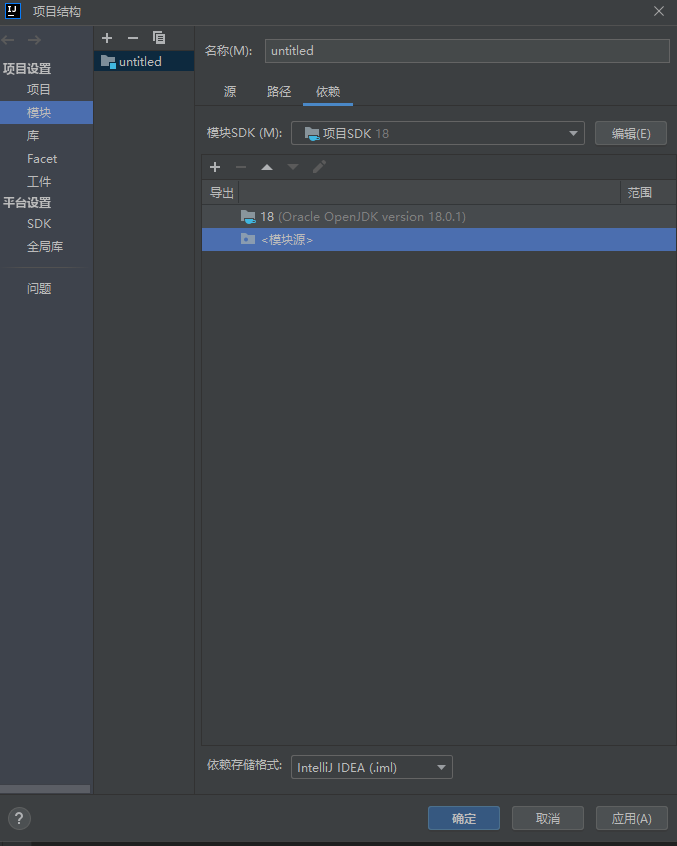 IJ 项目结构
项目设置
项目
模块
库
Facet
工件
平台设置
SDK
全局库
问题
untitled
名称(M): untitled
源 路径 依赖
模块SDK (M): 项目SDK 18 编辑(E)
导出 范围
18 (Oracle OpenJDK version 18.0.1)
<模块源>
依赖存储格式: IntelliJ IDEA (.iml)
? 确定 取消 应用(A)